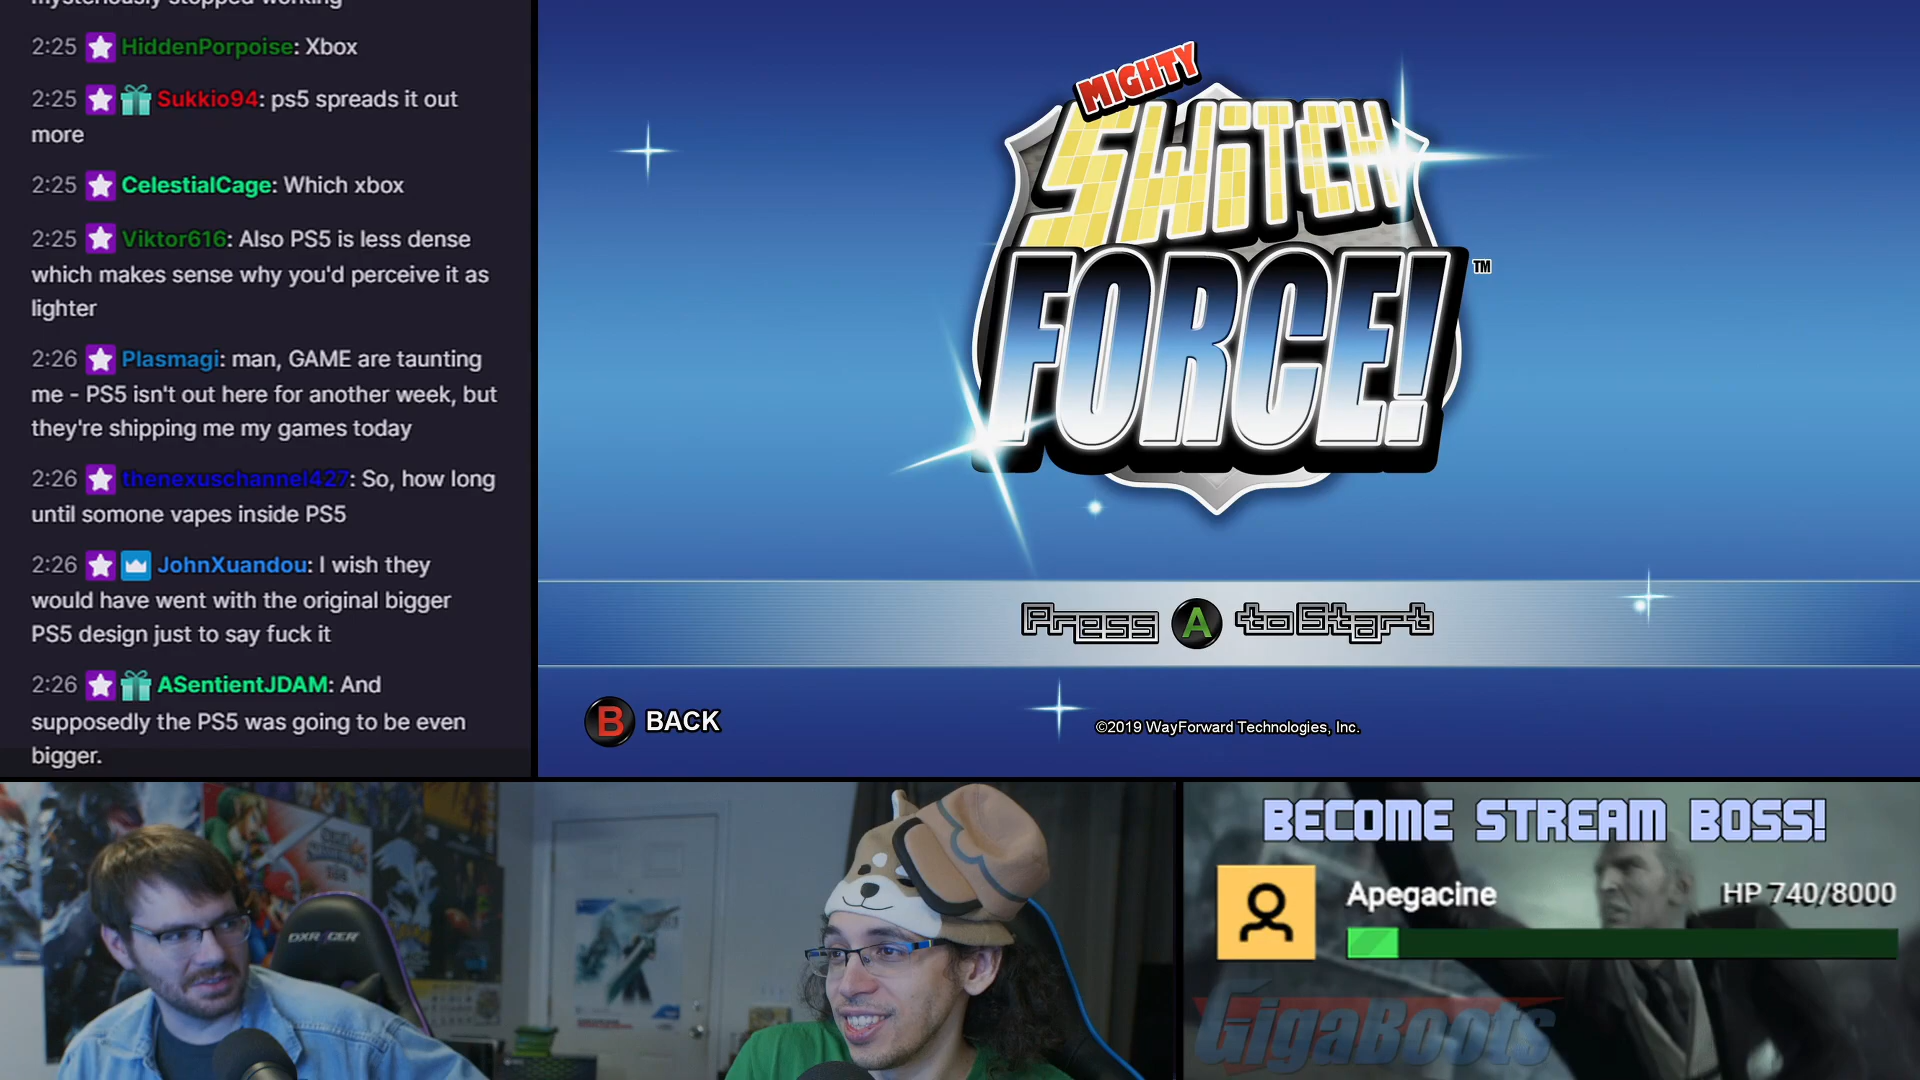 mysteriously stopped working
2:25 HiddenPorpoise: Xbox
2:25 Sukkio94: ps5 spreads it out
more
2:25 CelestialCage: Which xbox
2:25 Viktor616: Also PS5 is less dense
which makes sense why you'd perceive it as
lighter
2:26 Plasmagi: man, GAME are taunting
me - PS5 isn't out here for another week, but
they're shipping me my games today
2:26 thenexuschannel427: So, how long
until somone vapes inside PS5
2:26 JohnXuandou: I wish they
would have went with the original bigger
PS5 design just to say fuck it
2:26 ASentientJDAM: And
supposedly the PS5 was going to be even
bigger.
MIGHTY
SWITCH
FORCE!
™
Press A to Start
B BACK
©2019 WayForward Technologies, Inc.
DXRACER
BECOME STREAM BOSS!
Apegacine HP 740/8000
GigaBoots